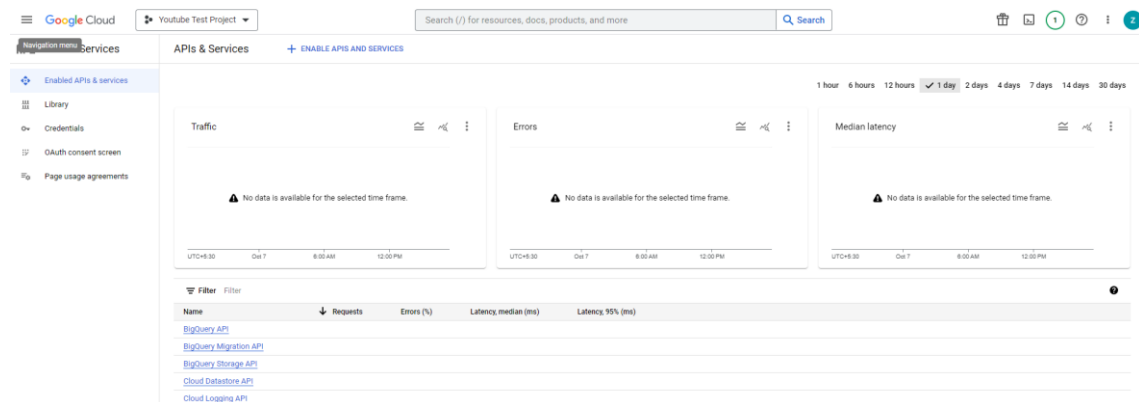 Google Cloud
Youtube Test Project
Search (/) for resources, docs, products, and more
Search
1
Z
Navigation menu
Services
APIs & Services
ENABLE APIS AND SERVICES
Enabled APIs & services
Library
Credentials
OAuth consent screen
Page usage agreements
1 hour 6 hours 12 hours 1 day 2 days 4 days 7 days 14 days 30 days
Traffic
No data is available for the selected time frame.
UTC+5:30 Oct 7 6:00 AM 12:00 PM
Errors
No data is available for the selected time frame.
UTC+5:30 Oct 7 6:00 AM 12:00 PM
Median latency
No data is available for the selected time frame.
UTC+5:30 Oct 7 6:00 AM 12:00 PM
Filter Filter
Name Requests Errors (%) Latency, median (ms) Latency, 95% (ms)
BigQuery API
BigQuery Migration API
BigQuery Storage API
Cloud Datastore API
Cloud Logging API